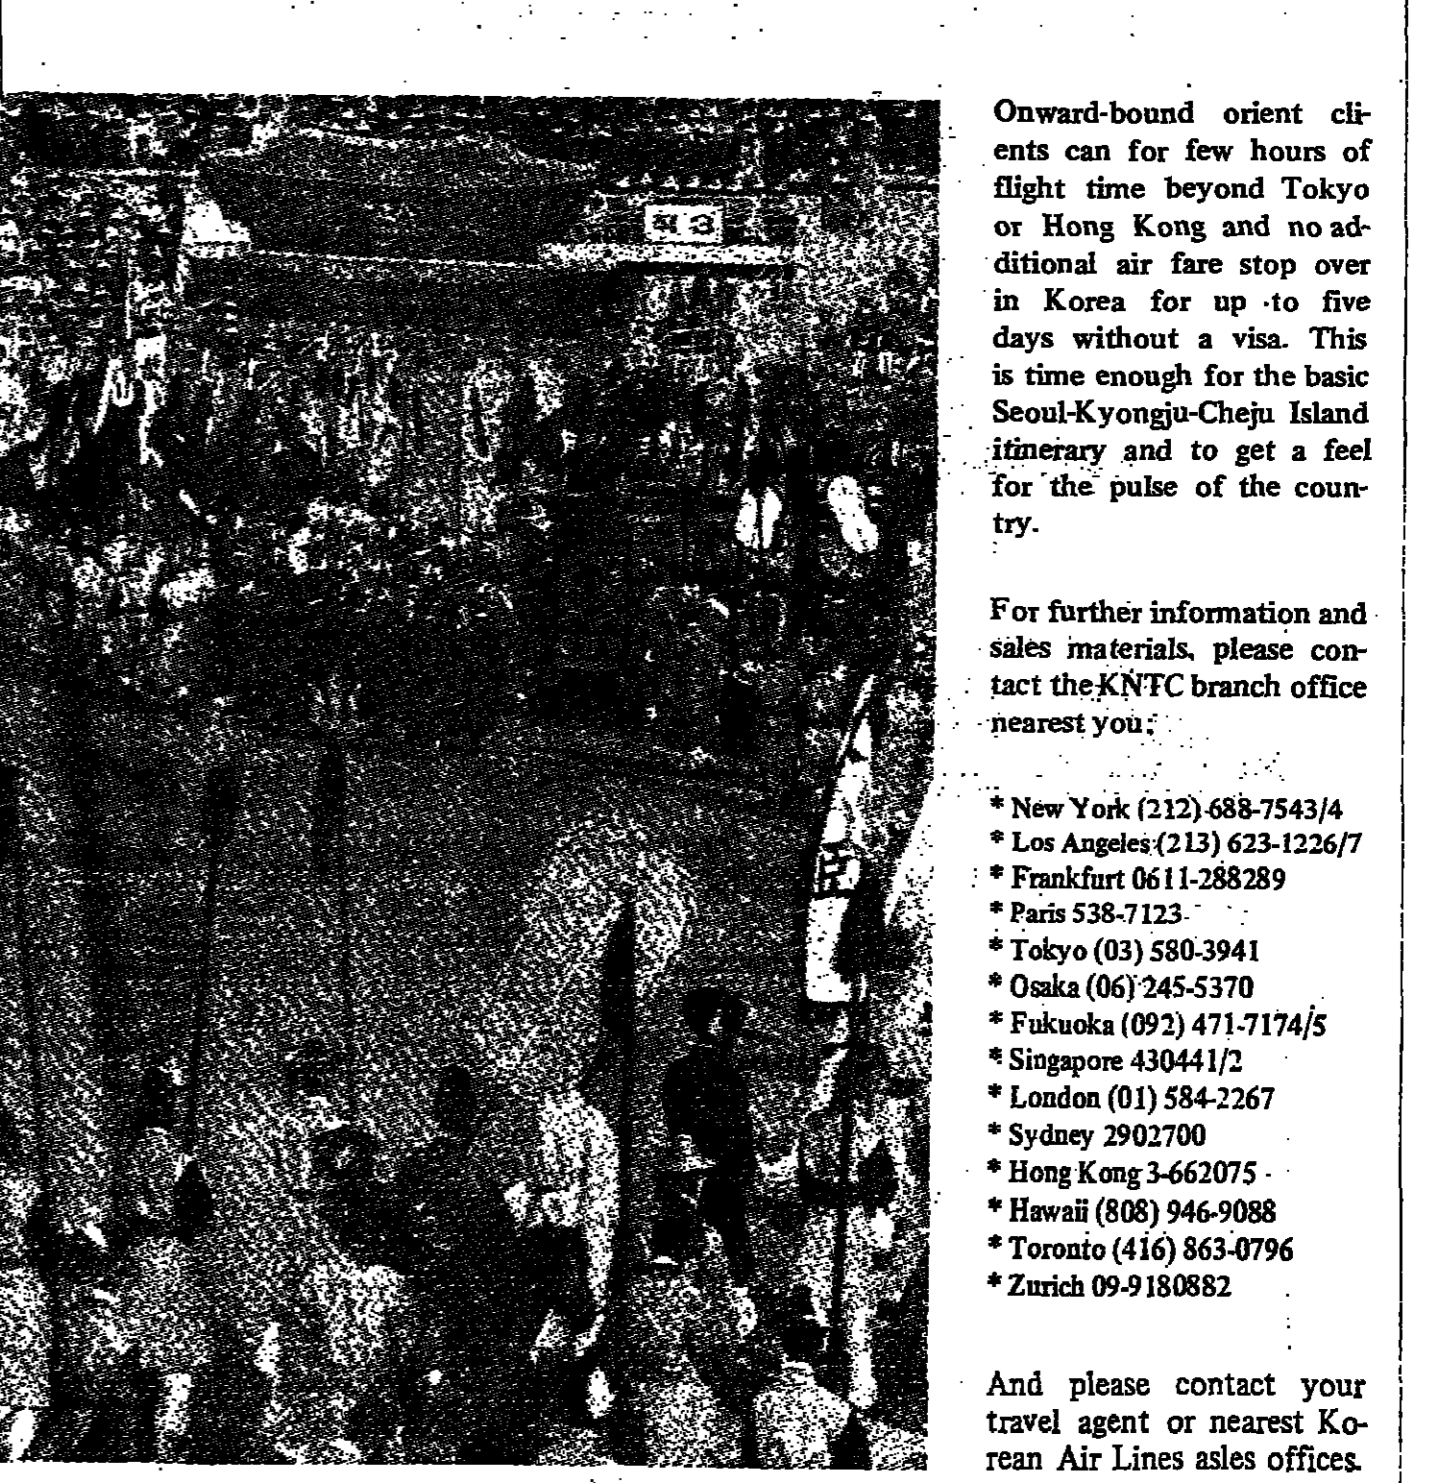 Onward-bound orient cli-
ents can for few hours of
flight time beyond Tokyo
or Hong Kong and no ad-
ditional air fare stop over
in Korea for up to five
days without a visa. This
is time enough for the basic
Seoul-Kyongju-Cheju Island
itinerary and to get a feel
for the pulse of the coun-
try.
For further information and
sales materials, please con-
tact the KNTC branch office
nearest you:
* New York (212) 688-7543/4
* Los Angeles (213) 623-1226/7
* Frankfurt 0611-288289
* Paris 538-7123
* Tokyo (03) 580-3941
* Osaka (06) 245-5370
* Fukuoka (092) 471-7174/5
* Singapore 430441/2
* London (01) 584-2267
* Sydney 2902700
* Hong Kong 3-662075
* Hawaii (808) 946-9088
* Toronto (416) 863-0796
* Zurich 09-9180882
And please contact your
travel agent or nearest Ko-
rean Air Lines asles offices.